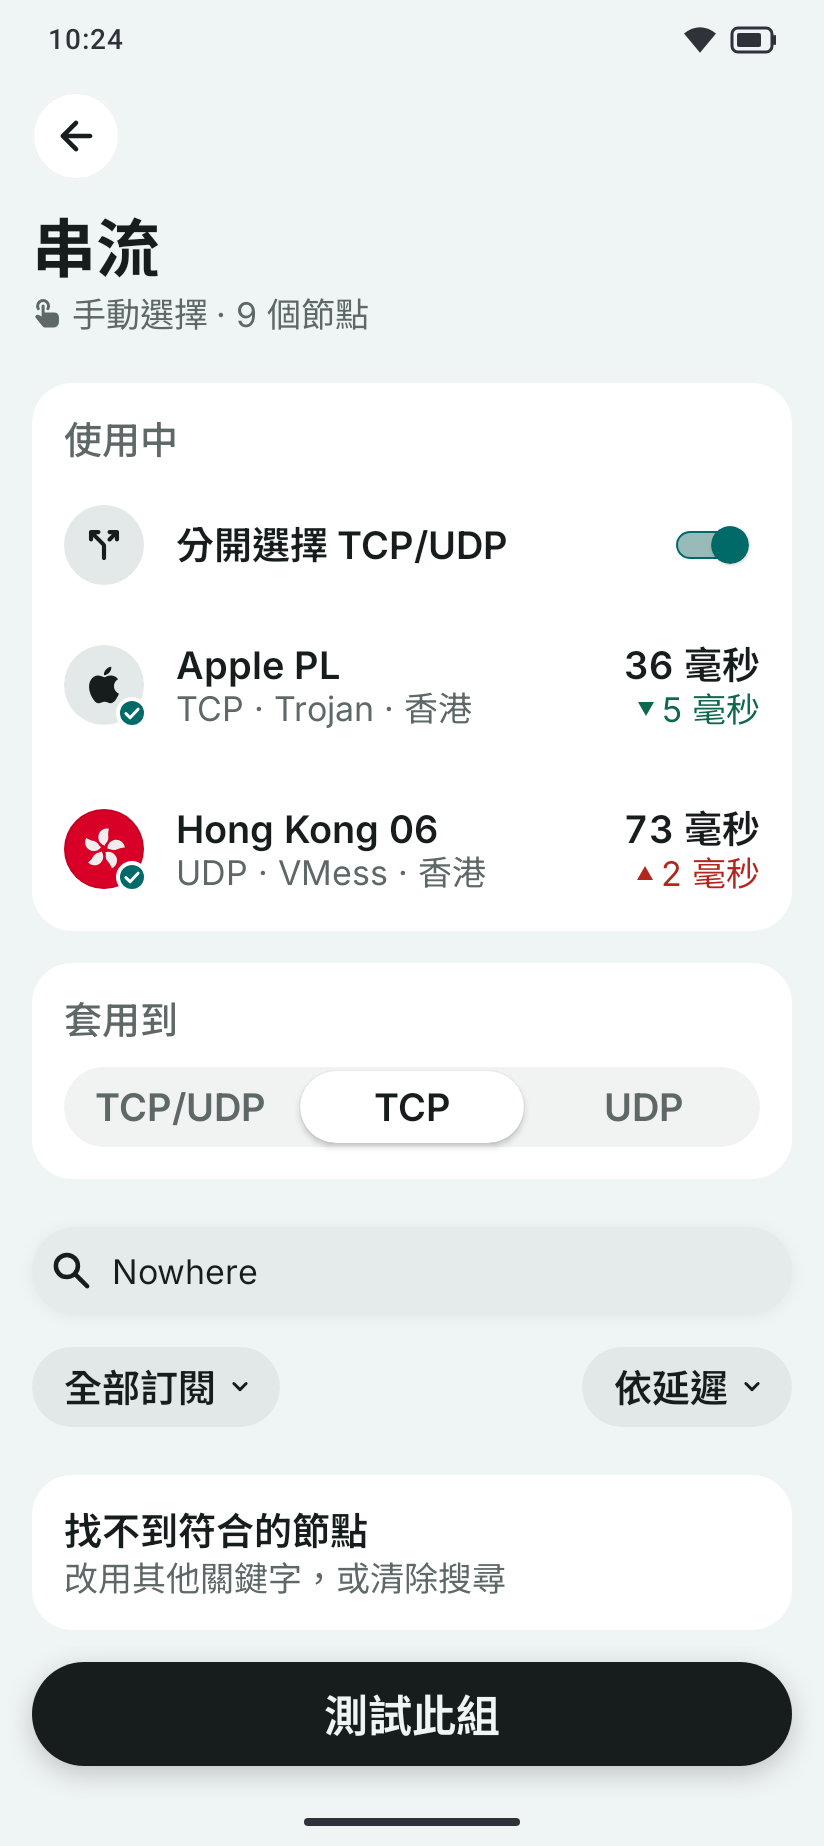 10:24
串流
手動選擇 · 9 個節點
使用中
分開選擇 TCP/UDP
Apple PL
36 毫秒
TCP · Trojan · 香港
▼5 毫秒
Hong Kong 06
73 毫秒
UDP · VMess · 香港
▲2 毫秒
套用到
TCP/UDP
TCP
UDP
Nowhere
全部訂閱
依延遲
找不到符合的節點
改用其他關鍵字，或清除搜尋
測試此組